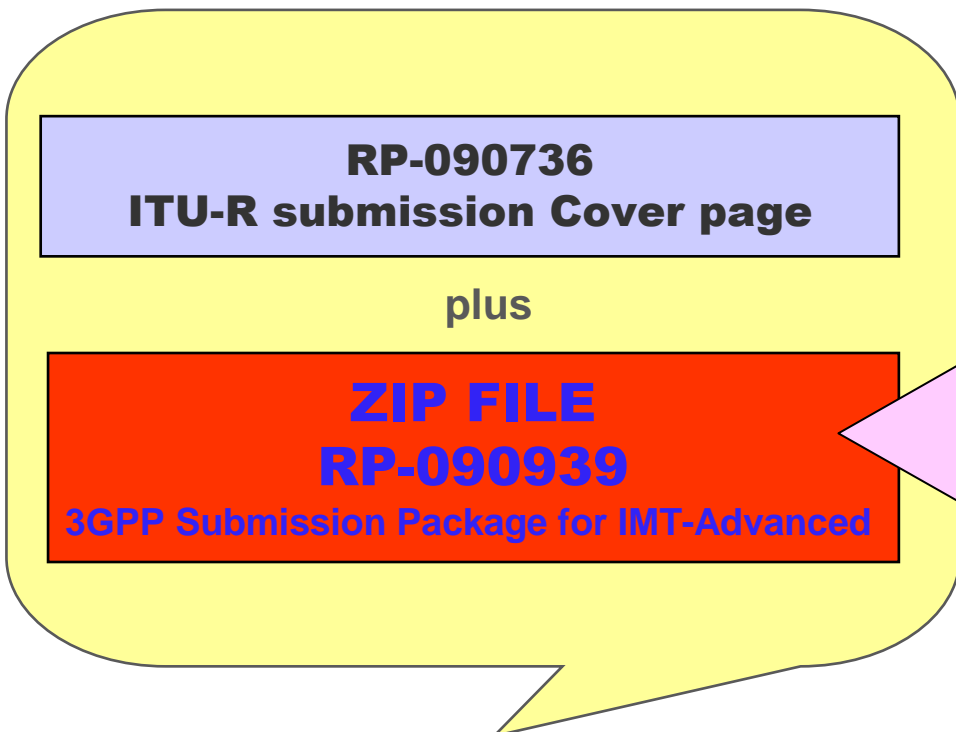 RP-090736
ITU-R submission Cover page
plus
ZIP FILE
RP-090939
3GPP Submission Package for IMT-Advanced